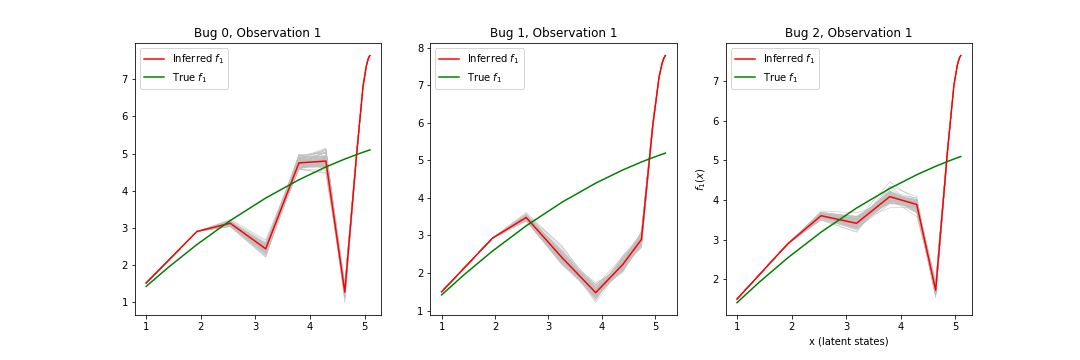 Bug 0, Observation 1
Inferred f₁
True f₁
7
6
5
4
3
2
1
1 2 3 4 5
Bug 1, Observation 1
Inferred f₁
True f₁
8
7
6
5
4
3
2
1
1 2 3 4 5
Bug 2, Observation 1
Inferred f₁
True f₁
f₁(x)
7
6
5
4
3
2
1 2 3 4 5
x (latent states)